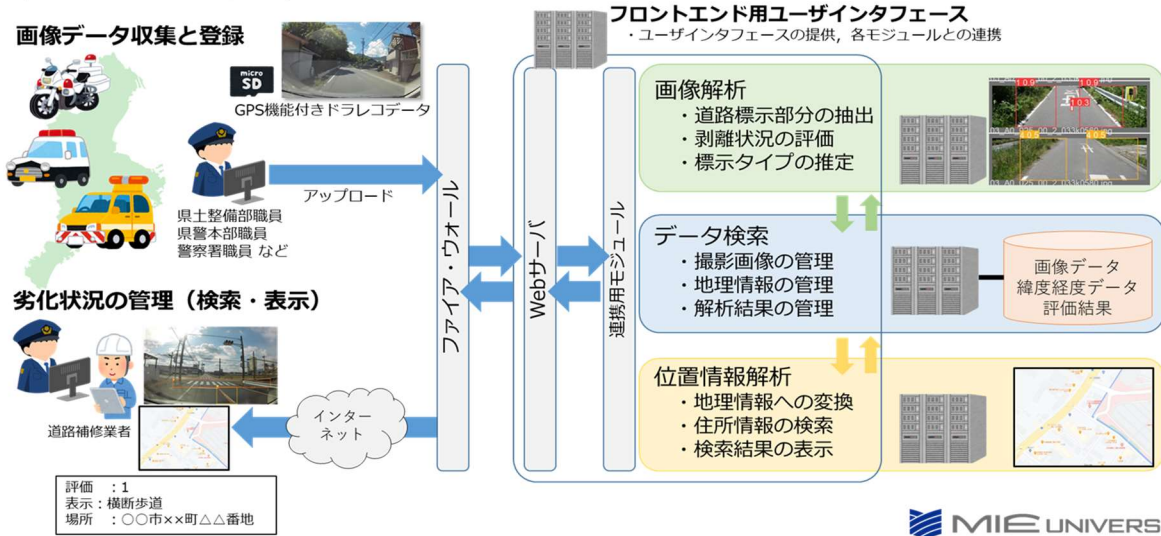 画像データ収集と登録
micro
SD
GPS機能付きドラレコデータ
アップロード
県土整備部職員
県警本部職員
警察署職員 など
劣化状況の管理（検索・表示）
道路補修業者
インター
ネット
評価 ：1
表示：横断歩道
場所 ：○○市××町△△番地
ファイア・ウォール
Webサーバ
連携用モジュール
フロントエンド用ユーザインタフェース
・ユーザインタフェースの提供，各モジュールとの連携
画像解析
・道路標示部分の抽出
・剥離状況の評価
・標示タイプの推定
データ検索
・撮影画像の管理
・地理情報の管理
・解析結果の管理
画像データ
緯度経度データ
評価結果
位置情報解析
・地理情報への変換
・住所情報の検索
・検索結果の表示
MIE UNIVERS